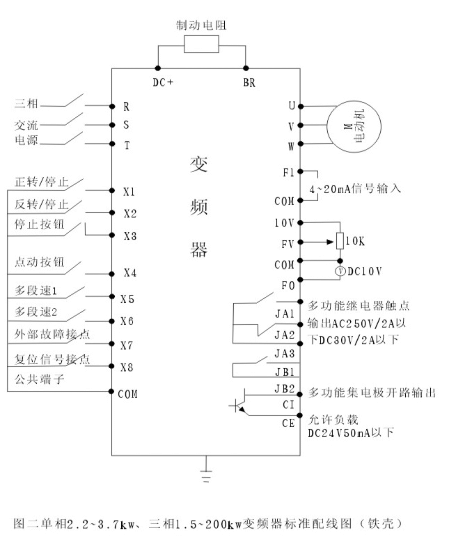 制动电阻
DC+ BR
三相 R U
交流 S V M 电动机
电源 T W
变频器
正转/停止 X1 F1
4~20mA信号输入
反转/停止 X2 COM
停止按钮 X3 10V
FV 10K
点动按钮 X4 COM
V DC10V
多段速1 X5 FO
多功能继电器触点
多段速2 X6 JA1
输出AC250V/2A以
外部故障接点 X7 JA2
下DC30V/2A以下
复位信号接点 X8 JA3
JB1
公共端子 COM JB2 多功能集电极开路输出
CI
允许负载
CE
DC24V50mA以下
图二单相2.2~3.7kw、三相1.5~200kw变频器标准配线图（铁壳）